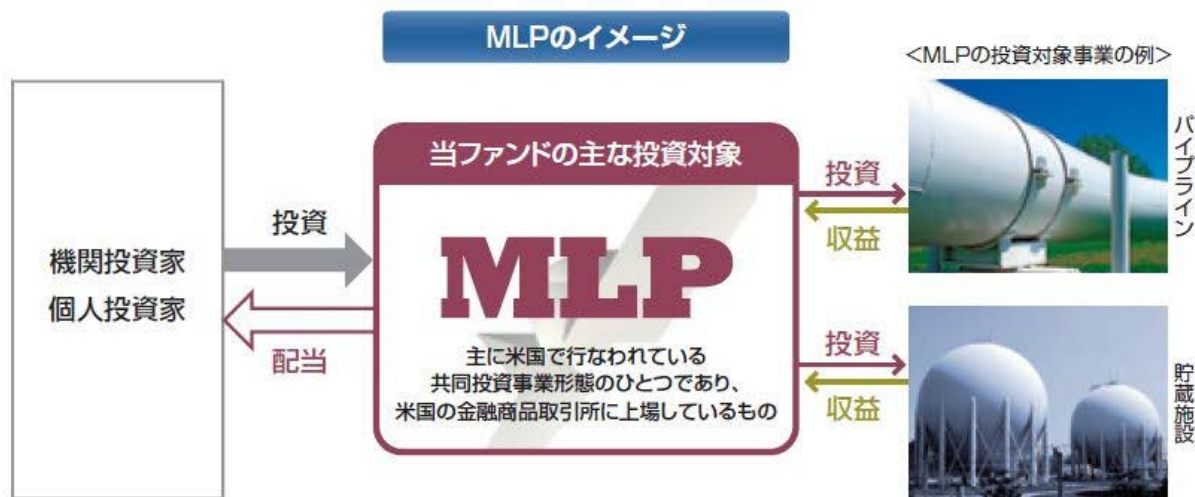 MLPのイメージ
<MLPの投資対象事業の例>
機関投資家
個人投資家
投資
配当
当ファンドの主な投資対象
MLP
主に米国で行なわれている
共同投資事業形態のひとつであり、
米国の金融商品取引所に上場しているもの
投資
収益
パイプライン
投資
収益
貯蔵施設